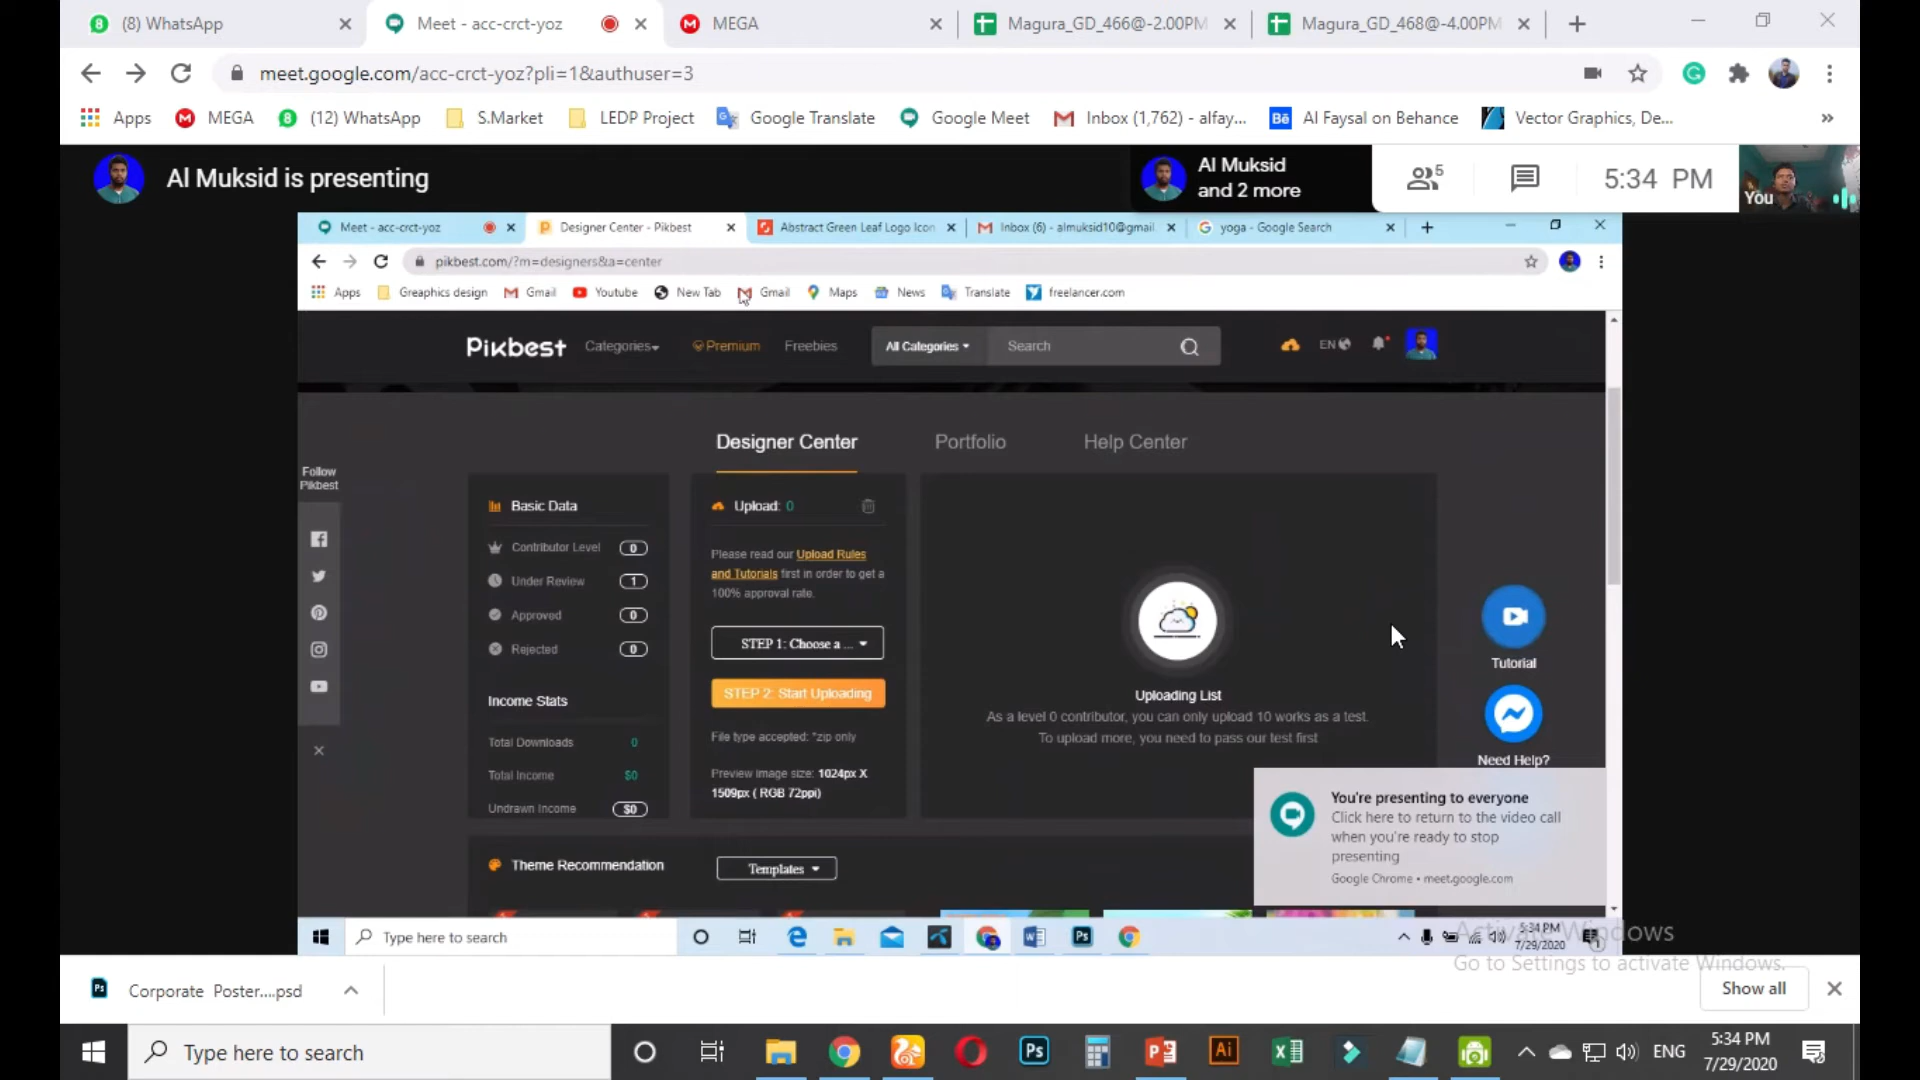 (8) WhatsApp
Meet - acc-crct-yoz
MEGA
Magura_GD_466@-2.00PM
Magura_GD_468@-4.00PM
meet.google.com/acc-crct-yoz?pli=1&authuser=3
Apps
MEGA
(12) WhatsApp
S.Market
LEDP Project
Google Translate
Google Meet
Inbox (1,762) - alfay...
Al Faysal on Behance
Vector Graphics, De...
Al Muksid is presenting
Al Muksid
and 2 more
5
5:34 PM
You
Meet - acc-crct-yoz
Designer Center - Pikbest
Abstract Green Leaf Logo Icon
Inbox (6) - almuksid10@gmail
yoga - Google Search
pikbest.com/?m=designers&a=center
Apps
Greaphics design
Gmail
Youtube
New Tab
Gmail
Maps
News
Translate
freelancer.com
Pikbest
Categories
Premium
Freebies
All Categories
Search
EN
Designer Center
Portfolio
Help Center
Follow
Pikbest
Basic Data
Contributor Level 0
Under Review 1
Approved 0
Rejected 0
Income Stats
Total Downloads 0
Total Income $0
Undrawn Income $0
Upload: 0
Please read our Upload Rules
and Tutorials first in order to get a
100% approval rate.
STEP 1: Choose a ...
STEP 2: Start Uploading
File type accepted: *zip only
Preview image size: 1024px X
1509px ( RGB 72ppi)
Uploading List
As a level 0 contributor, you can only upload 10 works as a test.
To upload more, you need to pass our test first
Tutorial
Need Help?
You're presenting to everyone
Click here to return to the video call
when you're ready to stop
presenting
Google Chrome • meet.google.com
Theme Recommendation
Templates
Type here to search
5:34 PM
7/29/2020
Activate Windows
Go to Settings to activate Windows.
Corporate Poster....psd
Show all
Type here to search
ENG
5:34 PM
7/29/2020